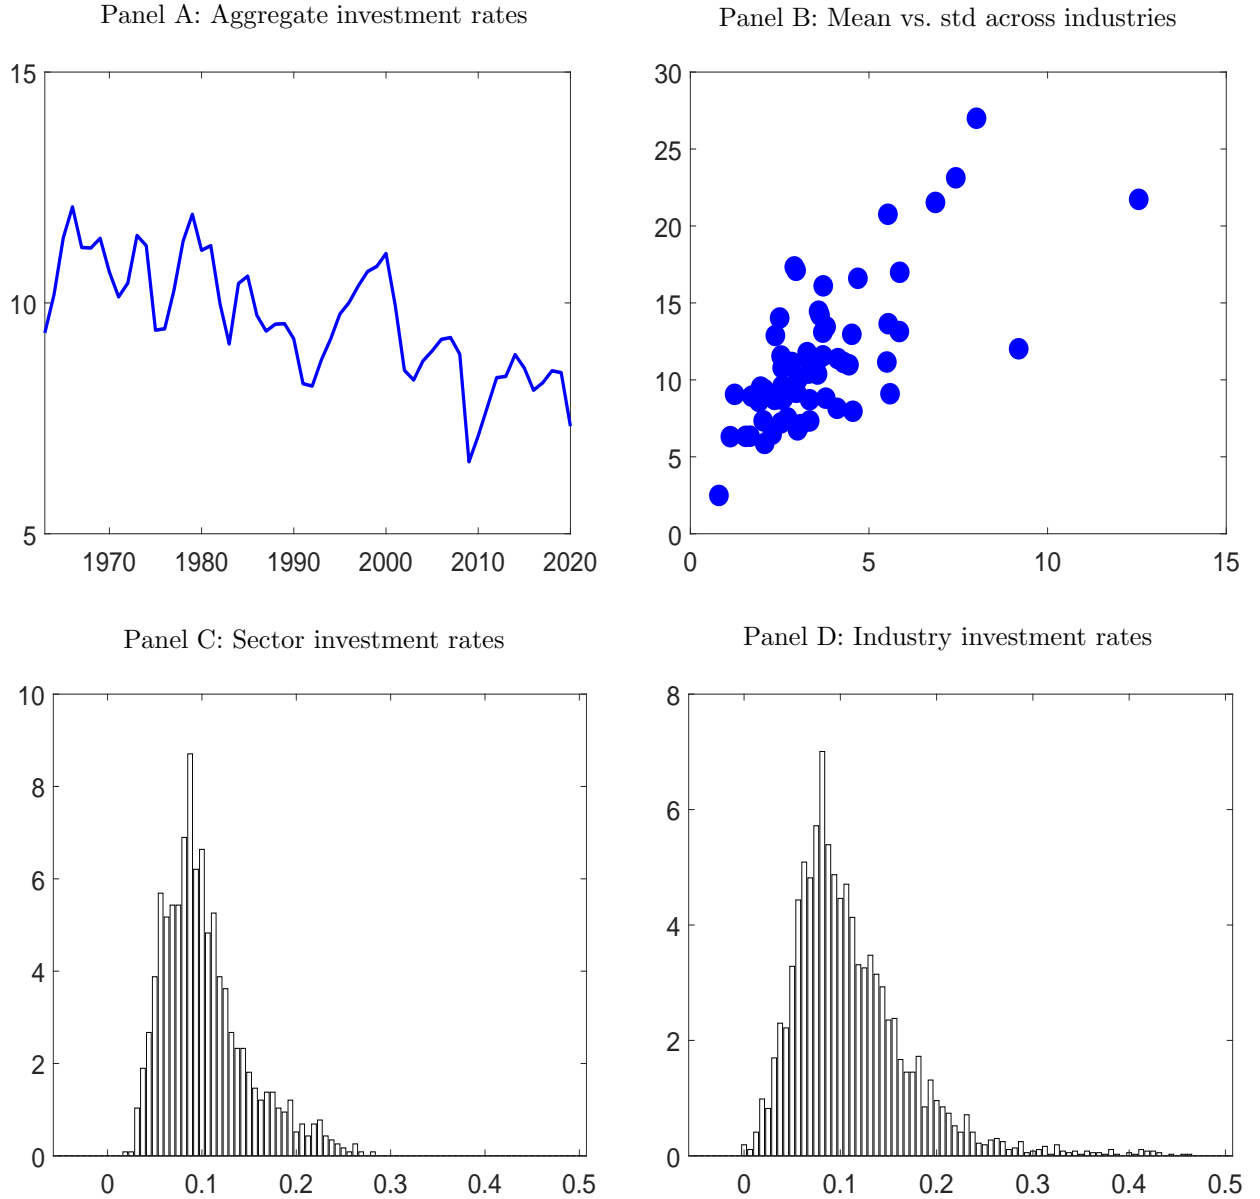 Panel A: Aggregate investment rates
15
10
5
1970 1980 1990 2000 2010 2020
Panel B: Mean vs. std across industries
30
25
20
15
10
5
0
0 5 10 15
Panel C: Sector investment rates
10
8
6
4
2
0
0 0.1 0.2 0.3 0.4 0.5
Panel D: Industry investment rates
8
6
4
2
0
0 0.1 0.2 0.3 0.4 0.5